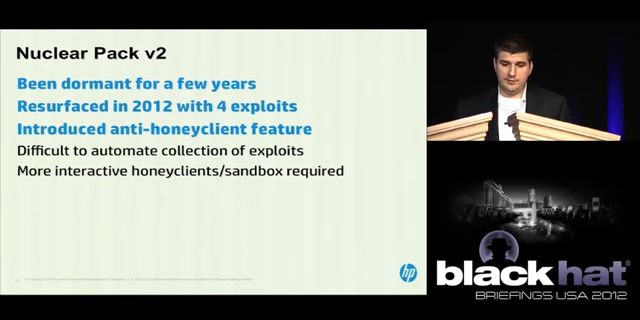 Nuclear Pack v2
Been dormant for a few years
Resurfaced in 2012 with 4 exploits
Introduced anti-honeyclient feature
Difficult to automate collection of exploits
More interactive honeyclients/sandbox required
hp
black hat
BRIEFINGS USA 2012